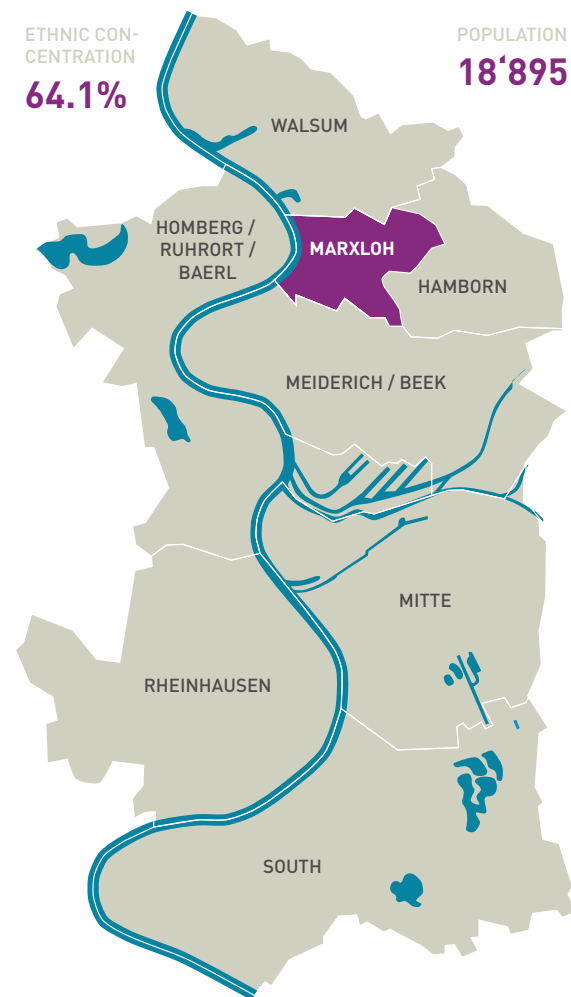 ETHNIC CON-
CENTRATION
64.1%
POPULATION
18‘895
WALSUM
HOMBERG /
RUHRORT /
BAERL
MARXLOH
HAMBORN
MEIDERICH / BEEK
MITTE
RHEINHAUSEN
SOUTH